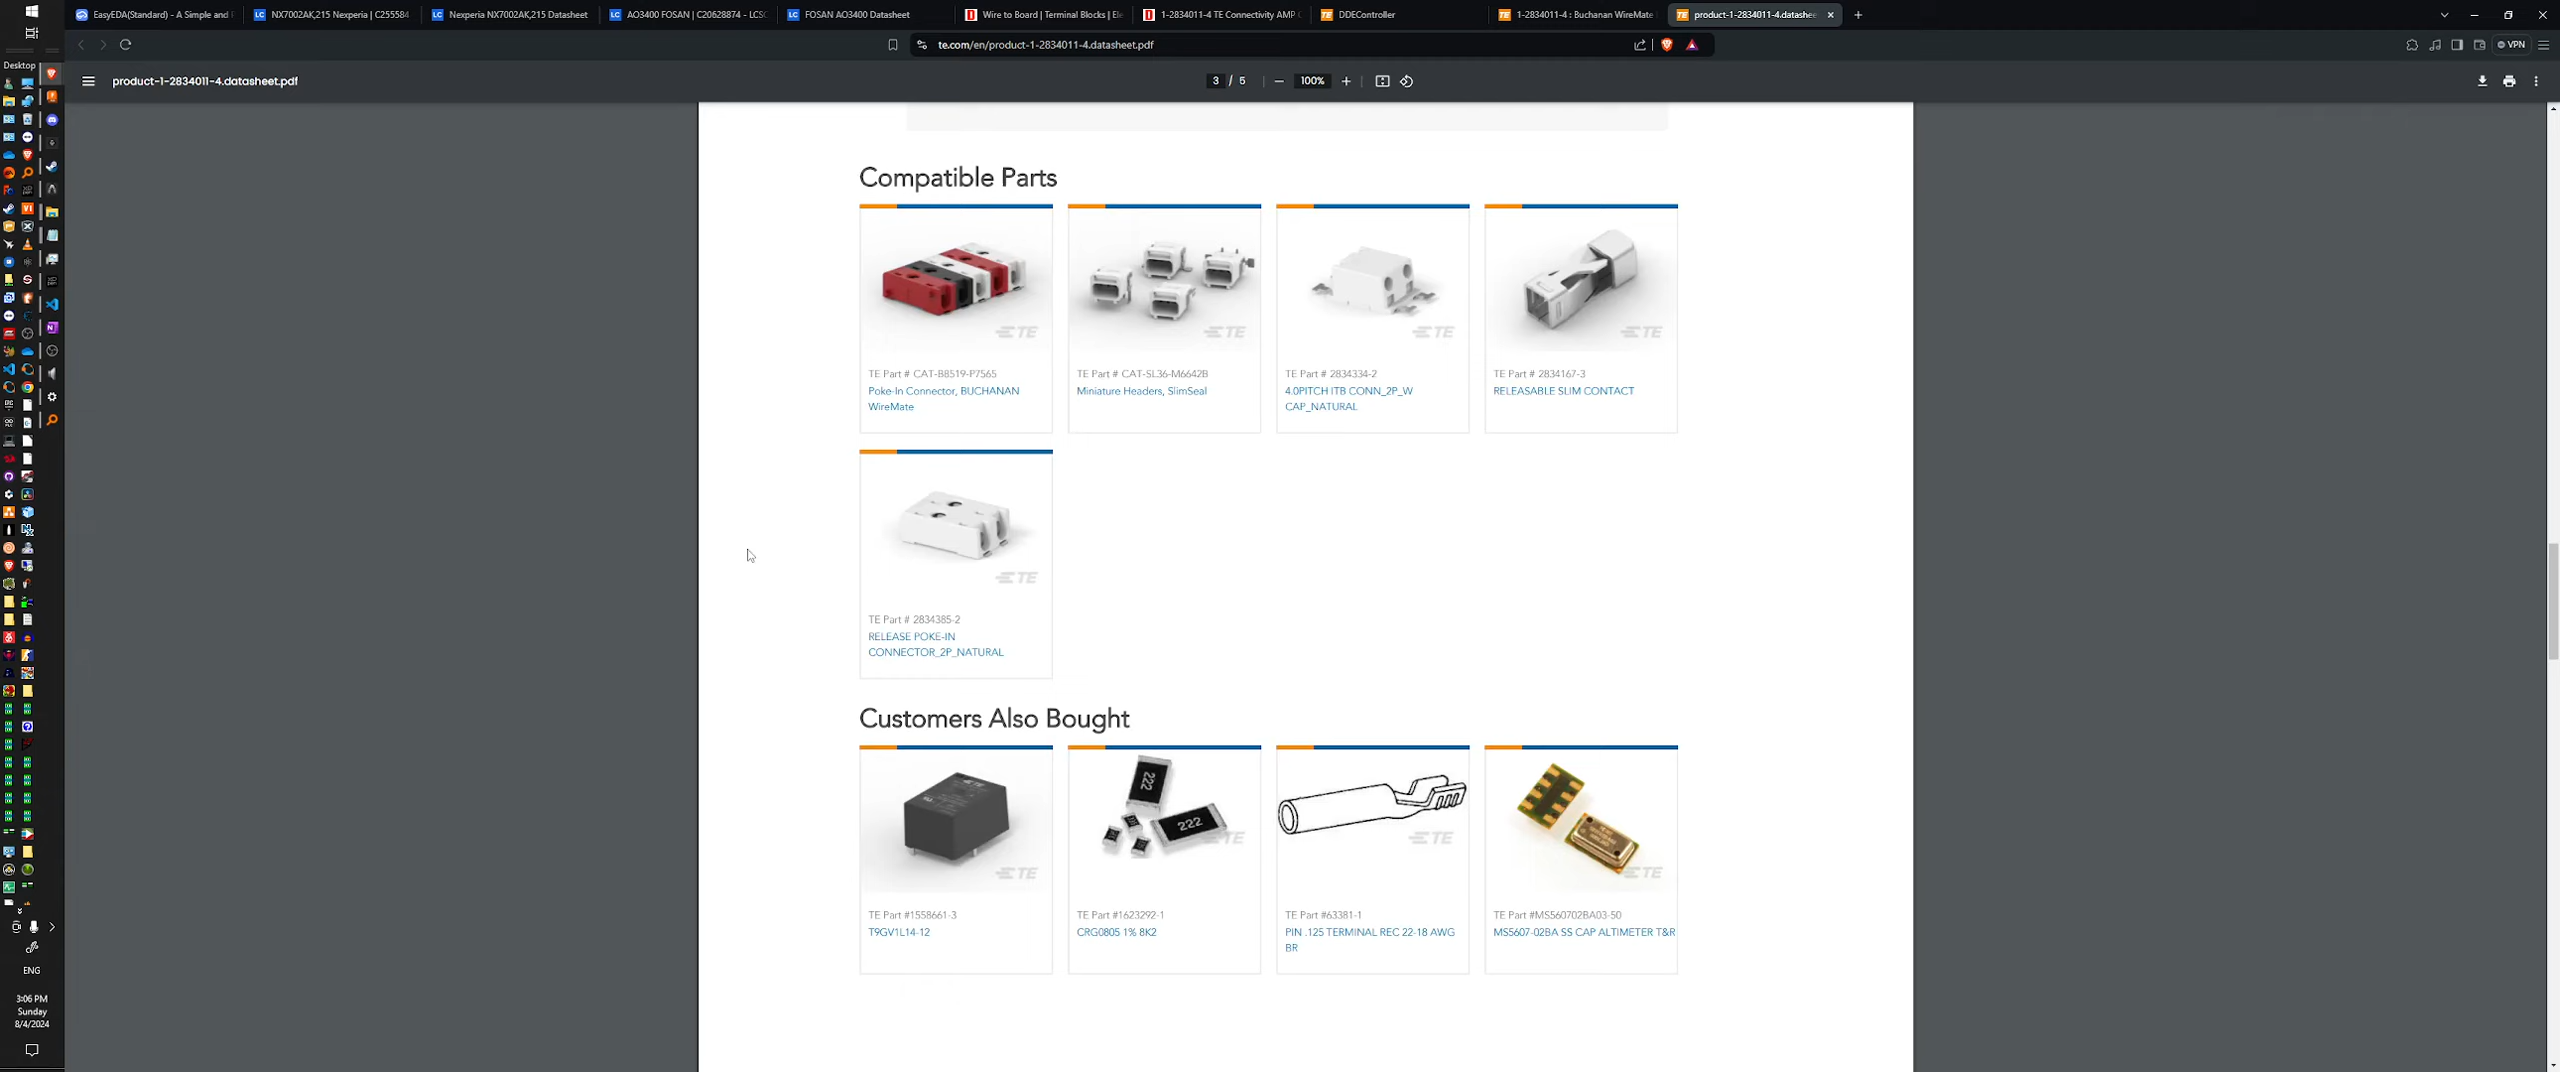 EasyEDA(Standard) - A Simple and P
NX7002AK,215 Nexperia | C255584
Nexperia NX7002AK,215 Datasheet
AO3400 FOSAN | C20628874 - LCSC
FOSAN AO3400 Datasheet
Wire to Board | Terminal Blocks | Ele
1-2834011-4 TE Connectivity AMP C
DDEController
1-2834011-4 : Buchanan WireMate
product-1-2834011-4.datashee
te.com/en/product-1-2834011-4.datasheet.pdf
VPN
Desktop
product-1-2834011-4.datasheet.pdf
3 / 5
100%
Compatible Parts
TE Part # CAT-B8519-P7565
Poke-In Connector, BUCHANAN
WireMate
TE Part # CAT-SL36-M6642B
Miniature Headers, SlimSeal
TE Part # 2834334-2
4.0PITCH ITB CONN_2P_W
CAP_NATURAL
TE Part # 2834167-3
RELEASABLE SLIM CONTACT
TE Part # 2834385-2
RELEASE POKE-IN
CONNECTOR_2P_NATURAL
Customers Also Bought
222
222
TE Part #1558661-3
T9GV1L14-12
TE Part #1623292-1
CRG0805 1% 8K2
TE Part #63381-1
PIN .125 TERMINAL REC 22-18 AWG
BR
TE Part #MS560702BA03-50
MS5607-02BA SS CAP ALTIMETER T&R
ENG
3:06 PM
Sunday
8/4/2024